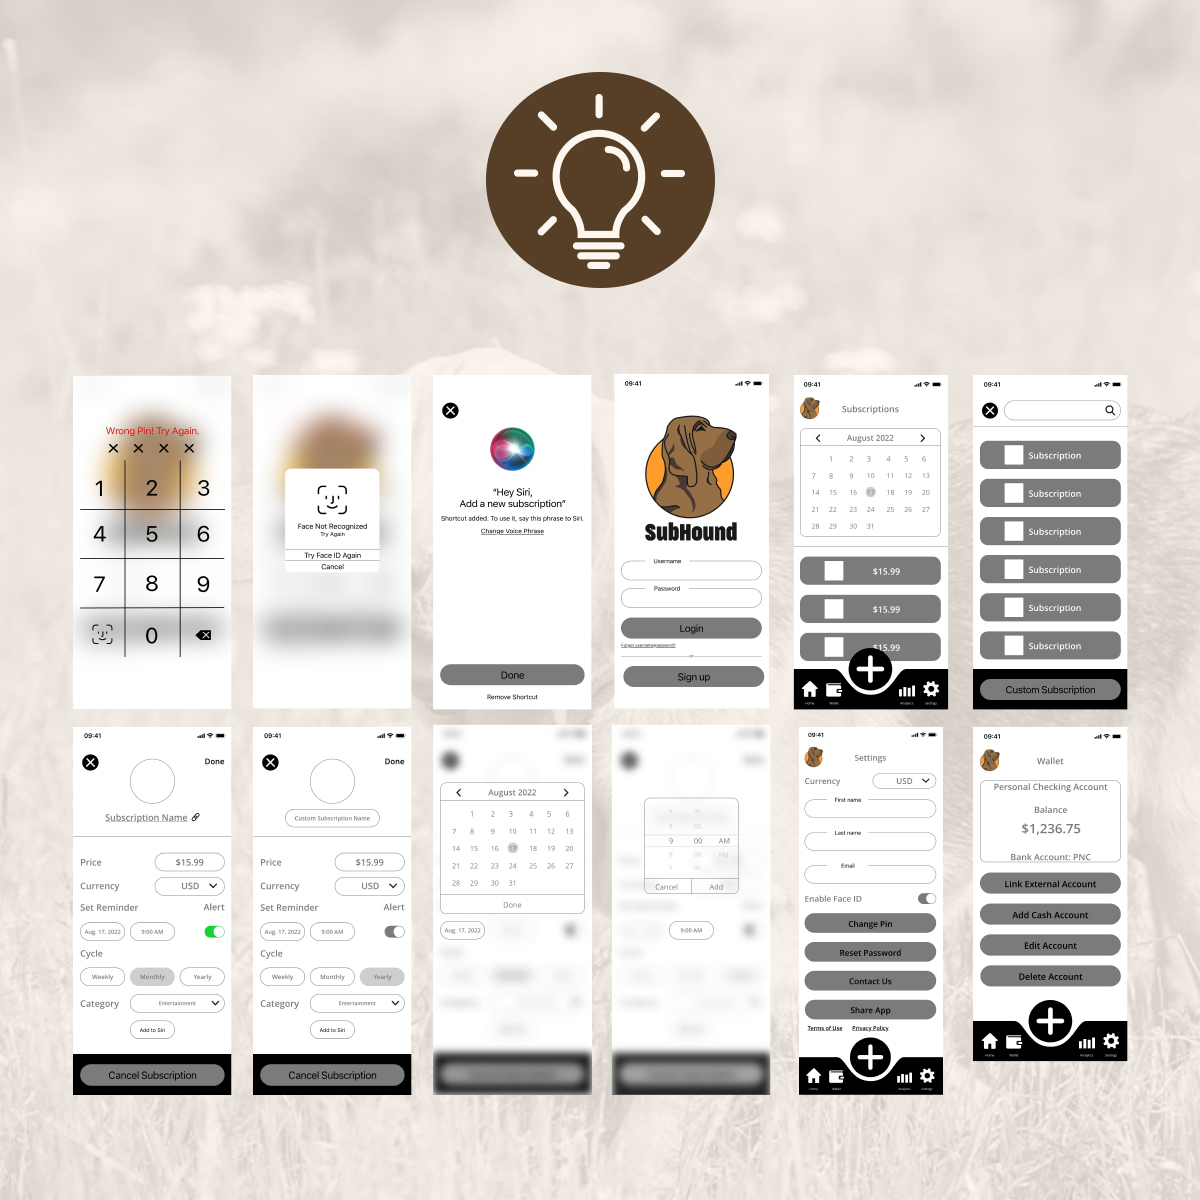 Wrong Pin! Try Again.
1 2 3
4 5 6
7 8 9
0
Face Not Recognized
Try Again
Try Face ID Again
Cancel
“Hey Siri,
Add a new subscription”
Shortcut added. To use it, say this phrase to Siri.
Change Voice Phrase
Done
Remove Shortcut
09:41
SubHound
Username
Password
Login
Forgot username/password?
or
Sign up
09:41
Subscriptions
August 2022
1 2 3 4 5 6
7 8 9 10 11 12 13
14 15 16 17 18 19 20
21 22 23 24 25 26 27
28 29 30 31
$15.99
$15.99
$15.99
Home Wallet Analytics Settings
09:41
Subscription
Subscription
Subscription
Subscription
Subscription
Subscription
Custom Subscription
09:41
Done
Subscription Name
Price $15.99
Currency USD
Set Reminder Alert
Aug. 17, 2022 9:00 AM
Cycle
Weekly Monthly Yearly
Category Entertainment
Add to Siri
Cancel Subscription
09:41
Done
Custom Subscription Name
Price $15.99
Currency USD
Set Reminder Alert
Aug. 17, 2022 9:00 AM
Cycle
Weekly Monthly Yearly
Category Entertainment
Add to Siri
Cancel Subscription
August 2022
1 2 3 4 5 6
7 8 9 10 11 12 13
14 15 16 17 18 19 20
21 22 23 24 25 26 27
28 29 30 31
Done
Aug. 17, 2022
9 00 AM
PM
Cancel Add
9:00 AM
09:41
Settings
Currency USD
First name
Last name
Email
Enable Face ID
Change Pin
Reset Password
Contact Us
Share App
Terms of Use Privacy Policy
Home Wallet Analytics Settings
09:41
Wallet
Personal Checking Account
Balance
$1,236.75
Bank Account: PNC
Link External Account
Add Cash Account
Edit Account
Delete Account
Home Wallet Analytics Settings